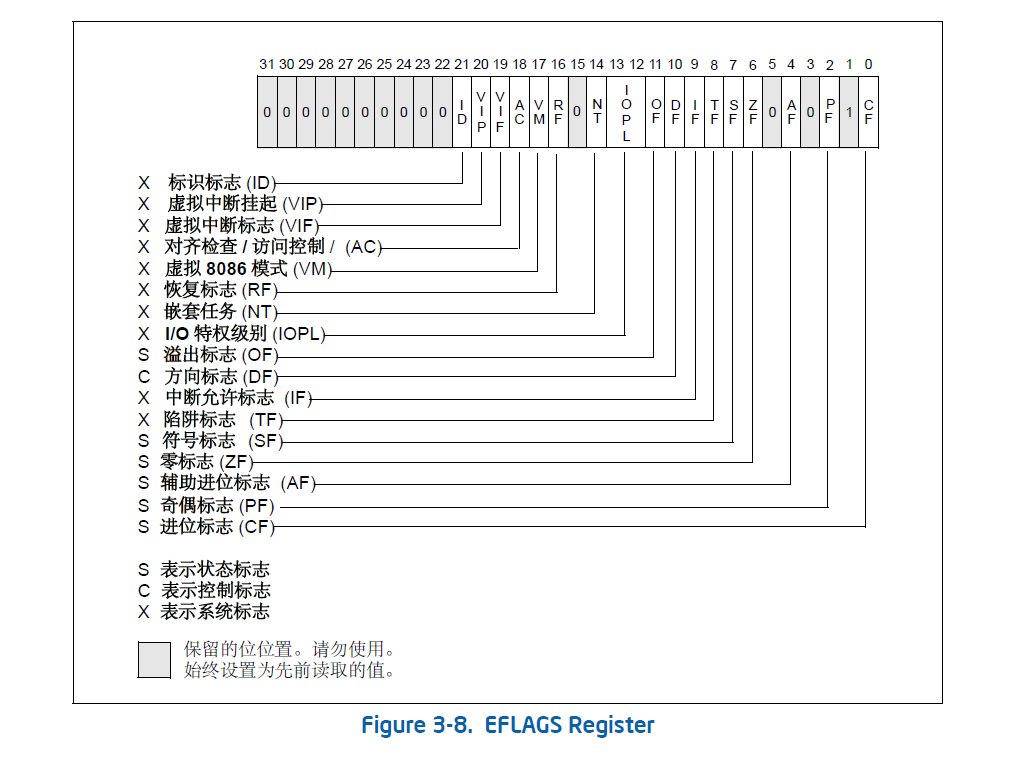 31 30 29 28 27 26 25 24 23 22 21 20 19 18 17 16 15 14 13 12 11 10 9 8 7 6 5 4 3 2 1 0
0 0 0 0 0 0 0 0 0 0 ID VIP VIF AC VM RF 0 NT IOPL OF DF IF TF SF ZF 0 AF 0 PF 1 CF
X 标识标志 (ID)
X 虚拟中断挂起 (VIP)
X 虚拟中断标志 (VIF)
X 对齐检查 / 访问控制 / (AC)
X 虚拟 8086 模式 (VM)
X 恢复标志 (RF)
X 嵌套任务 (NT)
X I/O 特权级别 (IOPL)
S 溢出标志 (OF)
C 方向标志 (DF)
X 中断允许标志 (IF)
X 陷阱标志 (TF)
S 符号标志 (SF)
S 零标志 (ZF)
S 辅助进位标志 (AF)
S 奇偶标志 (PF)
S 进位标志 (CF)
S 表示状态标志
C 表示控制标志
X 表示系统标志
保留的位位置。请勿使用。
始终设置为先前读取的值。
Figure 3-8. EFLAGS Register